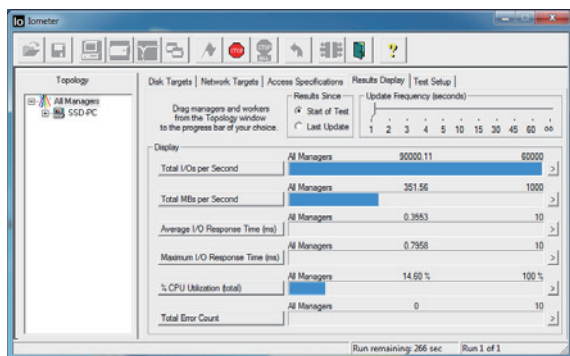 Io Iometer
STOP
STOP ALL
?
Topology
All Managers
SSD-PC
Disk Targets Network Targets Access Specifications Results Display Test Setup
Drag managers and workers
from the Topology window
to the progress bar of your choice.
Results Since
Start of Test
Last Update
Update Frequency (seconds)
1 2 3 4 5 10 15 30 45 60 oo
Display
All Managers 90000.11 60000
Total I/Os per Second >
All Managers 351.56 1000
Total MBs per Second >
All Managers 0.3553 10
Average I/O Response Time (ms) >
All Managers 0.7958 10
Maximum I/O Response Time (ms) >
All Managers 14.60 % 100 %
% CPU Utilization (total) >
All Managers 0 10
Total Error Count >
Run remaining: 266 sec Run 1 of 1